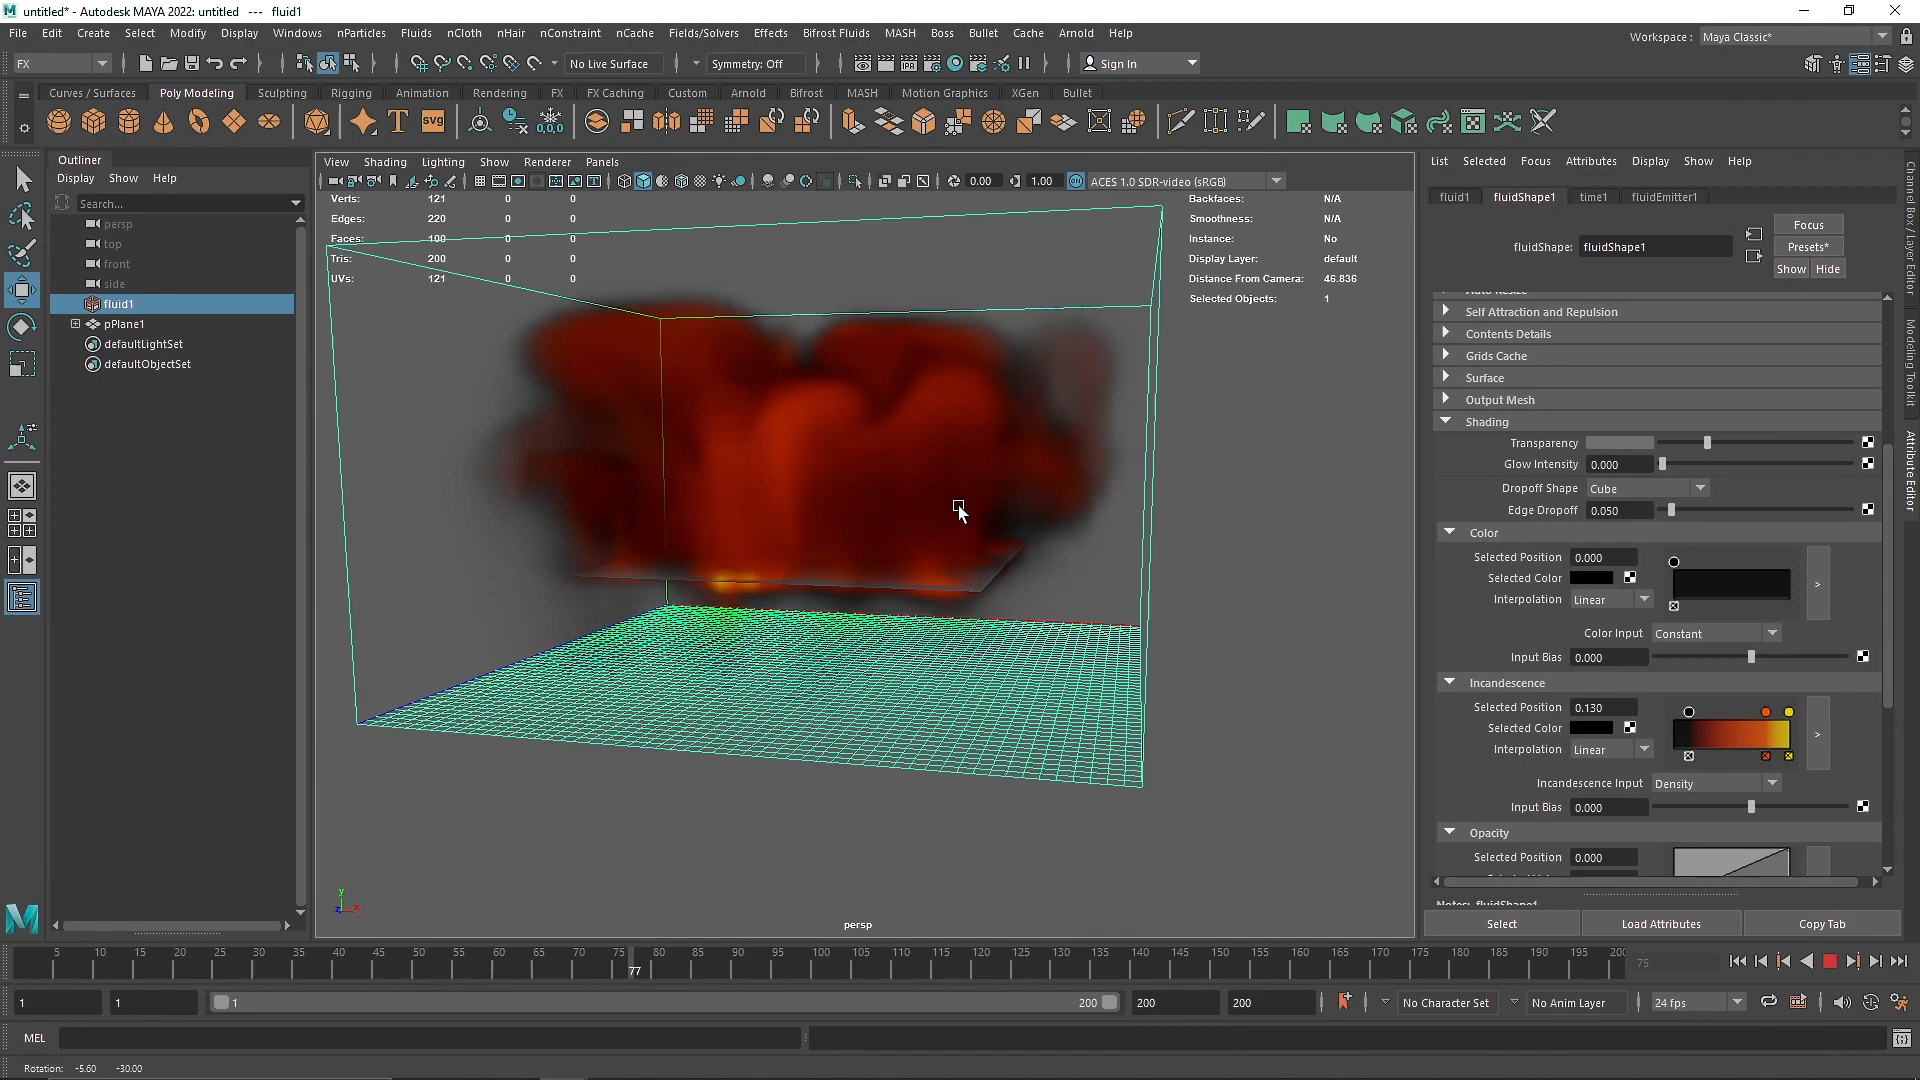 untitled* - Autodesk MAYA 2022: untitled --- fluid1
File Edit Create Select Modify Display Windows nParticles Fluids nCloth nHair nConstraint nCache Fields/Solvers Effects Bifrost Fluids MASH Boss Bullet Cache Arnold Help
Workspace : Maya Classic*
FX No Live Surface Symmetry: Off Sign In
Curves / Surfaces Poly Modeling Sculpting Rigging Animation Rendering FX FX Caching Custom Arnold Bifrost MASH Motion Graphics XGen Bullet
Outliner
Display Show Help
Search...
persp
top
front
side
fluid1
pPlane1
defaultLightSet
defaultObjectSet
View Shading Lighting Show Renderer Panels
0.00 1.00 ACES 1.0 SDR-video (sRGB)
Verts: 121 0 0
Edges: 220 0 0
Faces: 100 0 0
Tris: 200 0 0
UVs: 121 0 0
Backfaces: N/A
Smoothness: N/A
Instance: No
Display Layer: default
Distance From Camera: 46.836
Selected Objects: 1
persp
List Selected Focus Attributes Display Show Help
fluid1 fluidShape1 time1 fluidEmitter1
fluidShape: fluidShape1
Focus
Presets*
Show Hide
Auto Resize
Self Attraction and Repulsion
Contents Details
Grids Cache
Surface
Output Mesh
Shading
Transparency
Glow Intensity 0.000
Dropoff Shape Cube
Edge Dropoff 0.050
Color
Selected Position 0.000
Selected Color
Interpolation Linear
Color Input Constant
Input Bias 0.000
Incandescence
Selected Position 0.130
Selected Color
Interpolation Linear
Incandescence Input Density
Input Bias 0.000
Opacity
Selected Position 0.000
Notes: fluidShape1
Select Load Attributes Copy Tab
Channel Box / Layer Editor
Modeling Toolkit
Attribute Editor
5 10 15 20 25 30 35 40 45 50 55 60 65 70 75 80 85 90 95 100 105 110 115 120 125 130 135 140 145 150 155 160 165 170 175 180 185 190 195 200
77
75
1 1 1 200 200 200 No Character Set No Anim Layer 24 fps
MEL
Rotation: -5.60 -30.00